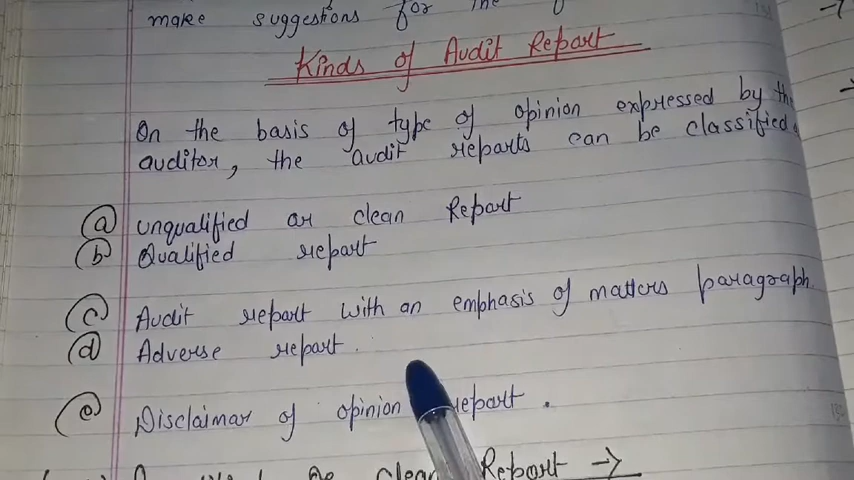 make suggestions for the
Kinds of Audit Report
On the basis of type of opinion expressed by the
auditor, the audit reports can be classified
(a) unqualified or clean Report
(b) Qualified report
(c) Audit report with an emphasis of matters paragraph
(d) Adverse report.
(e) Disclaimar of opinion report.
clean Report →